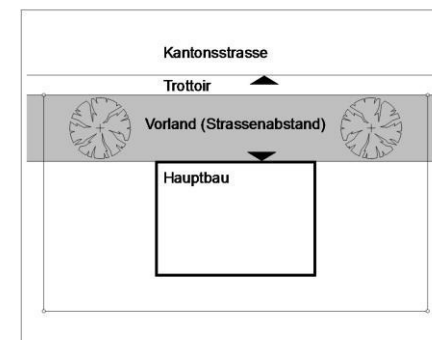 Kantonsstrasse
Trottoir
Vorland (Strassenabstand)
Hauptbau